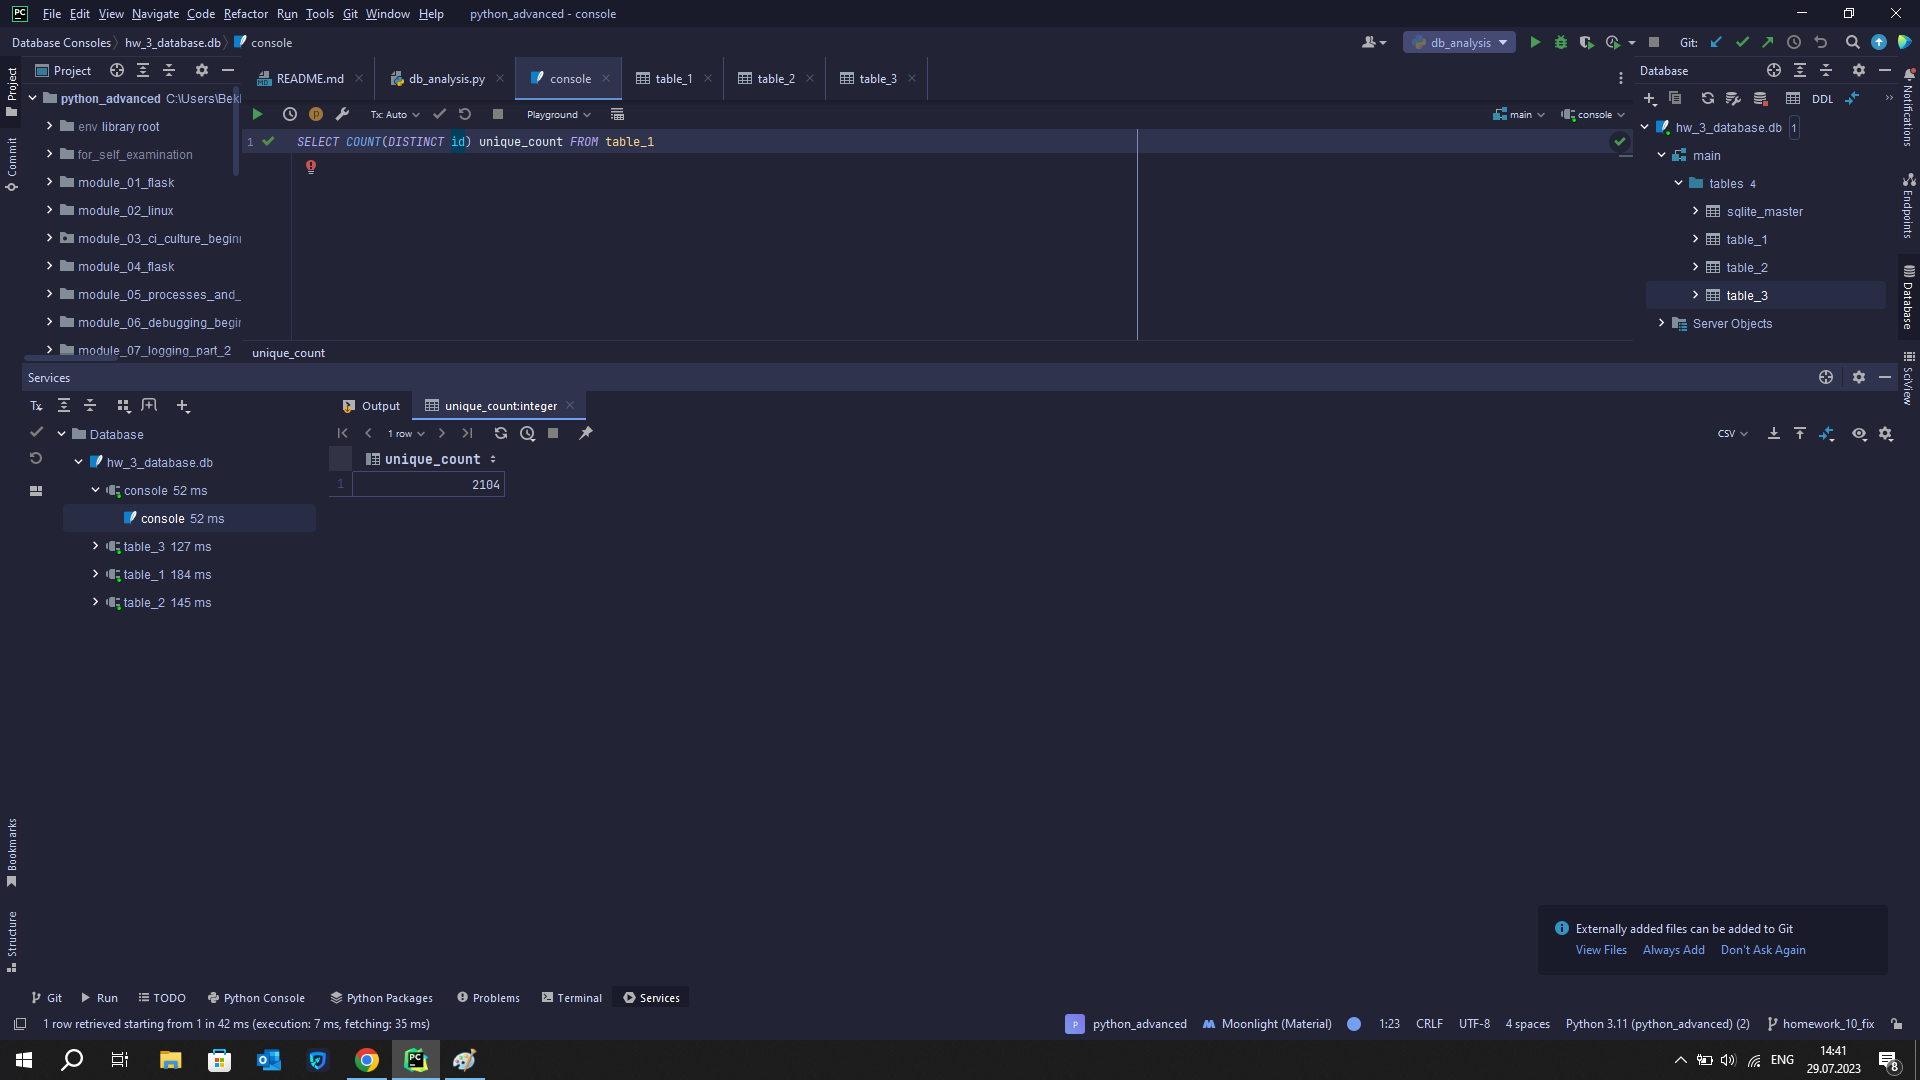 PC File Edit View Navigate Code Refactor Run Tools Git Window Help python_advanced - console
Database Consoles hw_3_database.db console db_analysis Git:
Project
README.md db_analysis.py console table_1 table_2 table_3
Database
Tx: Auto Playground main console DDL
python_advanced C:\Users\Bek
env library root
for_self_examination
module_01_flask
module_02_linux
module_03_ci_culture_begin
module_04_flask
module_05_processes_and_
module_06_debugging_begi
module_07_logging_part_2
1 SELECT COUNT(DISTINCT id) unique_count FROM table_1
unique_count
hw_3_database.db 1
main
tables 4
sqlite_master
table_1
table_2
table_3
Server Objects
Project
Commit
Bookmarks
Structure
Notifications
Endpoints
Database
SciView
Services
Tx
Output unique_count:integer
1 row CSV
Database
hw_3_database.db
console 52 ms
console 52 ms
table_3 127 ms
table_1 184 ms
table_2 145 ms
unique_count
1 2104
Externally added files can be added to Git
View Files Always Add Don't Ask Again
Git Run TODO Python Console Python Packages Problems Terminal Services
1 row retrieved starting from 1 in 42 ms (execution: 7 ms, fetching: 35 ms)
P python_advanced Moonlight (Material) 1:23 CRLF UTF-8 4 spaces Python 3.11 (python_advanced) (2) homework_10_fix
PC
ENG
14:41
29.07.2023
8